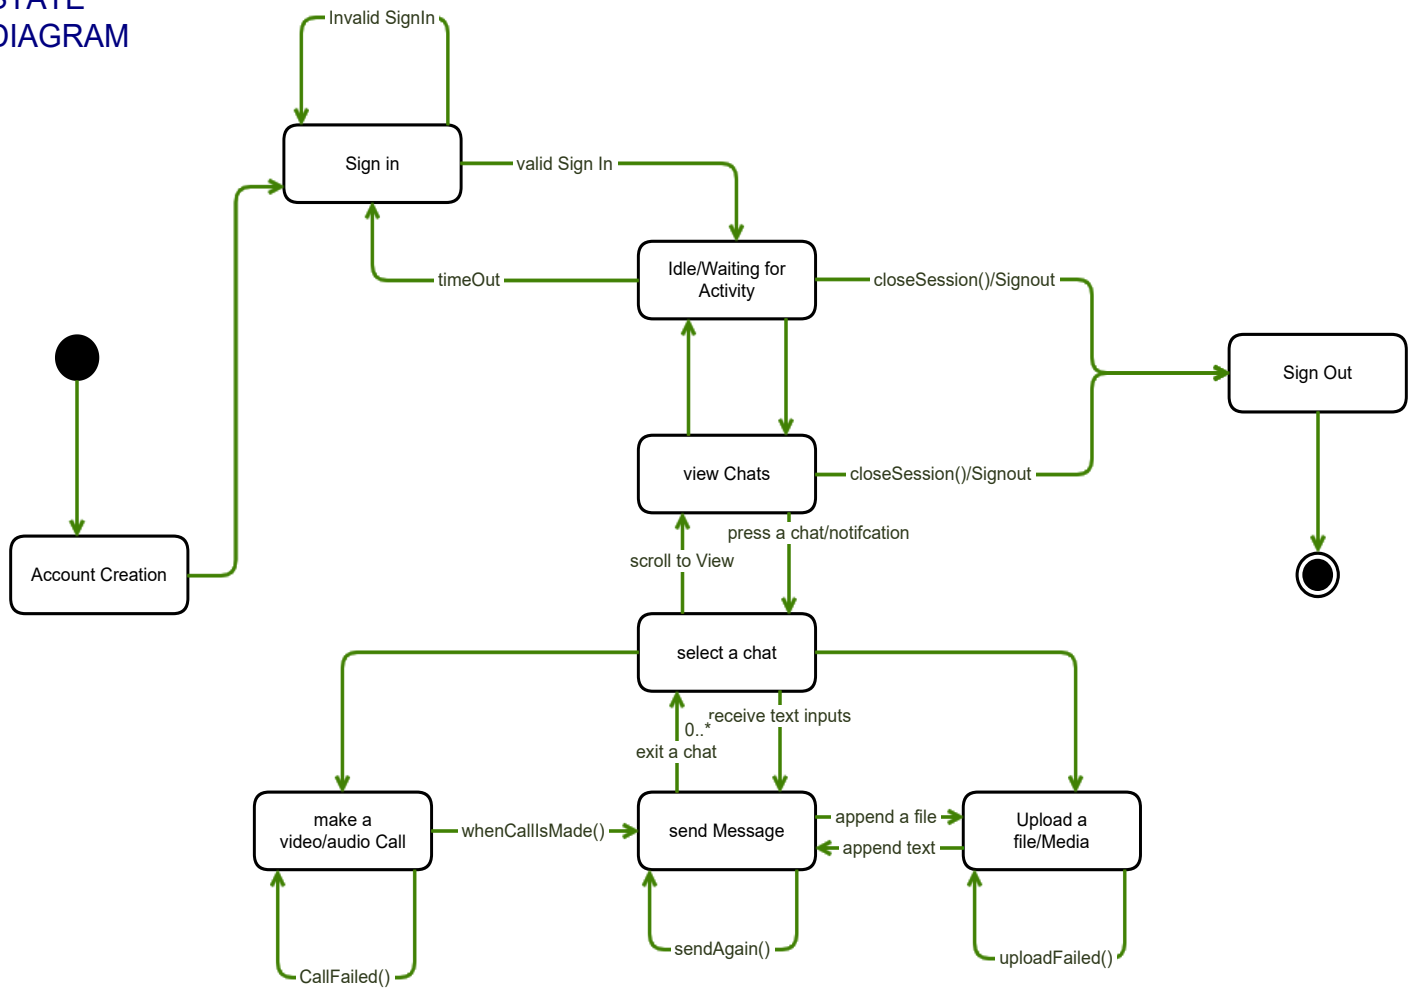 STATE
DIAGRAM
Invalid SignIn
Sign in
valid Sign In
timeOut
Idle/Waiting for
Activity
closeSession()/Signout
Sign Out
view Chats
closeSession()/Signout
press a chat/notifcation
scroll to View
Account Creation
select a chat
receive text inputs
0..*
exit a chat
make a
video/audio Call
whenCallIsMade()
send Message
append a file
append text
Upload a
file/Media
sendAgain()
uploadFailed()
CallFailed()